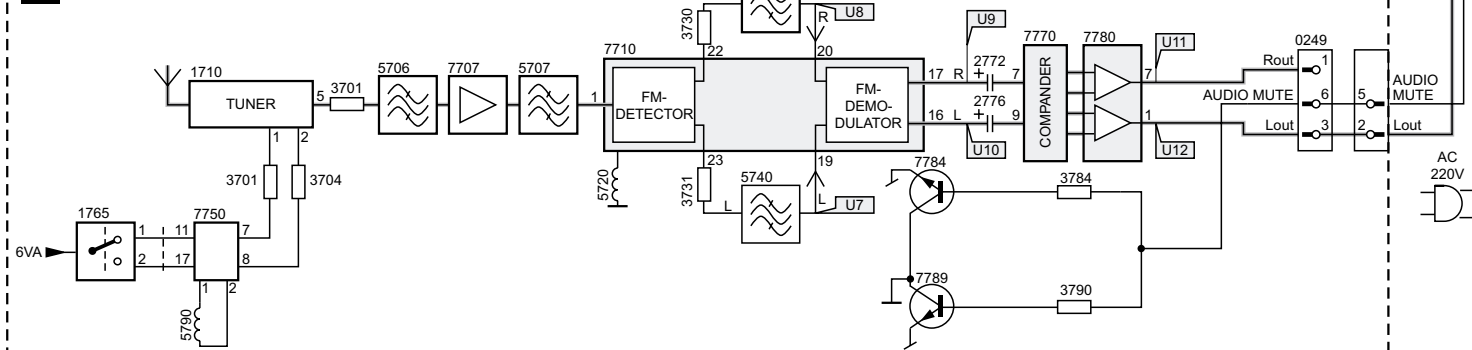 3730
R
U8
U9
7710
22
20
7770
7780
U11
0249
1710
5706
7707
5707
2772
Rout
1
TUNER
5
3701
1
FM-
DETECTOR
FM-
DEMO-
DULATOR
17
R
+
7
COMPANDER
7
AUDIO MUTE
6
5
AUDIO
MUTE
2776
16
L
+
9
1
Lout
3
2
Lout
U10
U12
1
2
23
19
7784
AC
220V
3701
3704
5720
3731
5740
3784
L
L
U7
1765
7750
1
11
7
6VA
2
17
8
7789
3790
1
2
5790